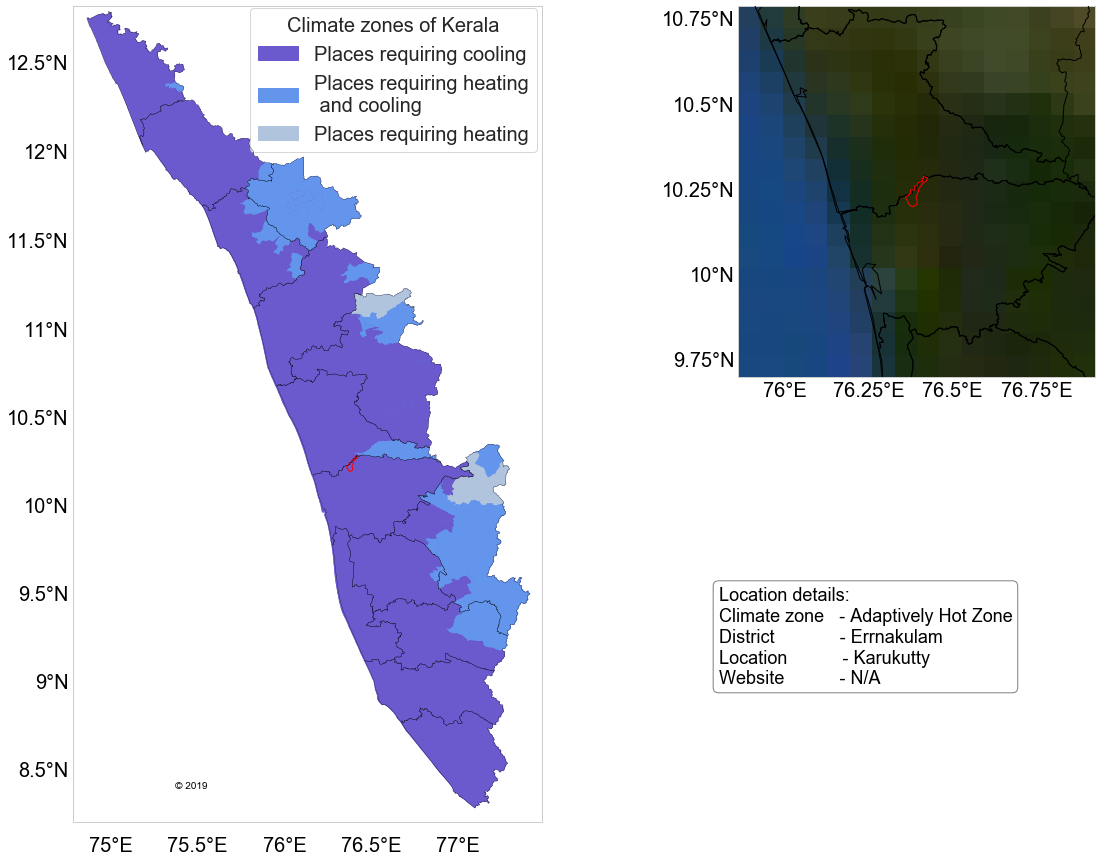 Climate zones of Kerala
Places requiring cooling
Places requiring heating
and cooling
Places requiring heating
12.5°N
12°N
11.5°N
11°N
10.5°N
10°N
9.5°N
9°N
8.5°N
75°E 75.5°E 76°E 76.5°E 77°E
© 2019
10.75°N
10.5°N
10.25°N
10°N
9.75°N
76°E 76.25°E 76.5°E 76.75°E
Location details:
Climate zone - Adaptively Hot Zone
District - Errnakulam
Location - Karukutty
Website - N/A